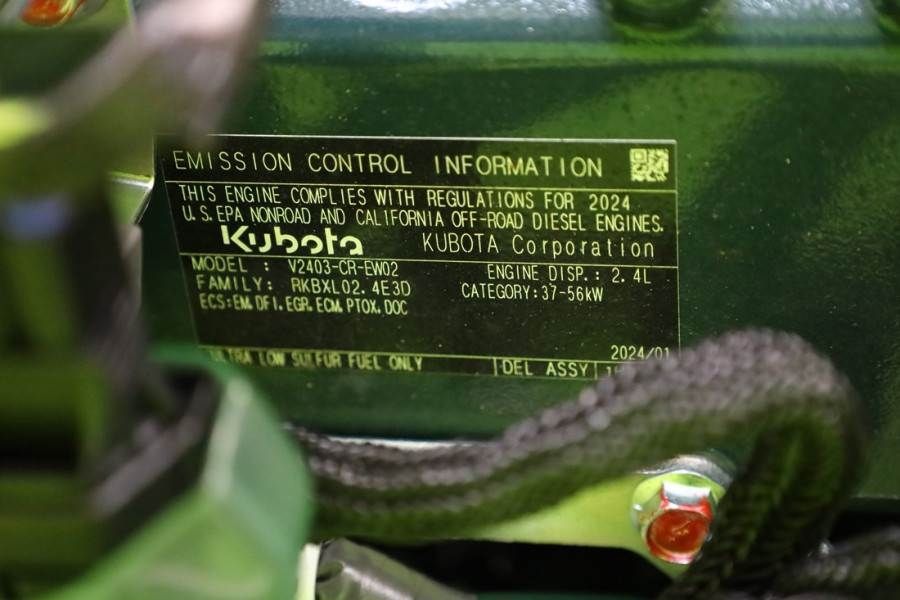 EMISSION CONTROL INFORMATION
THIS ENGINE COMPLIES WITH REGULATIONS FOR 2024
U.S.EPA NONROAD AND CALIFORNIA OFF-ROAD DIESEL ENGINES.
Kubota KUBOTA Corporation
MODEL : V2403-CR-EW02 ENGINE DISP.: 2.4L
FAMILY: RKBXL02.4E3D CATEGORY:37-56kW
ECS:EM.DFI.EGR.ECM.PTOX.DOC
2024/01
ULTRA LOW SULFUR FUEL ONLY DEL ASSY